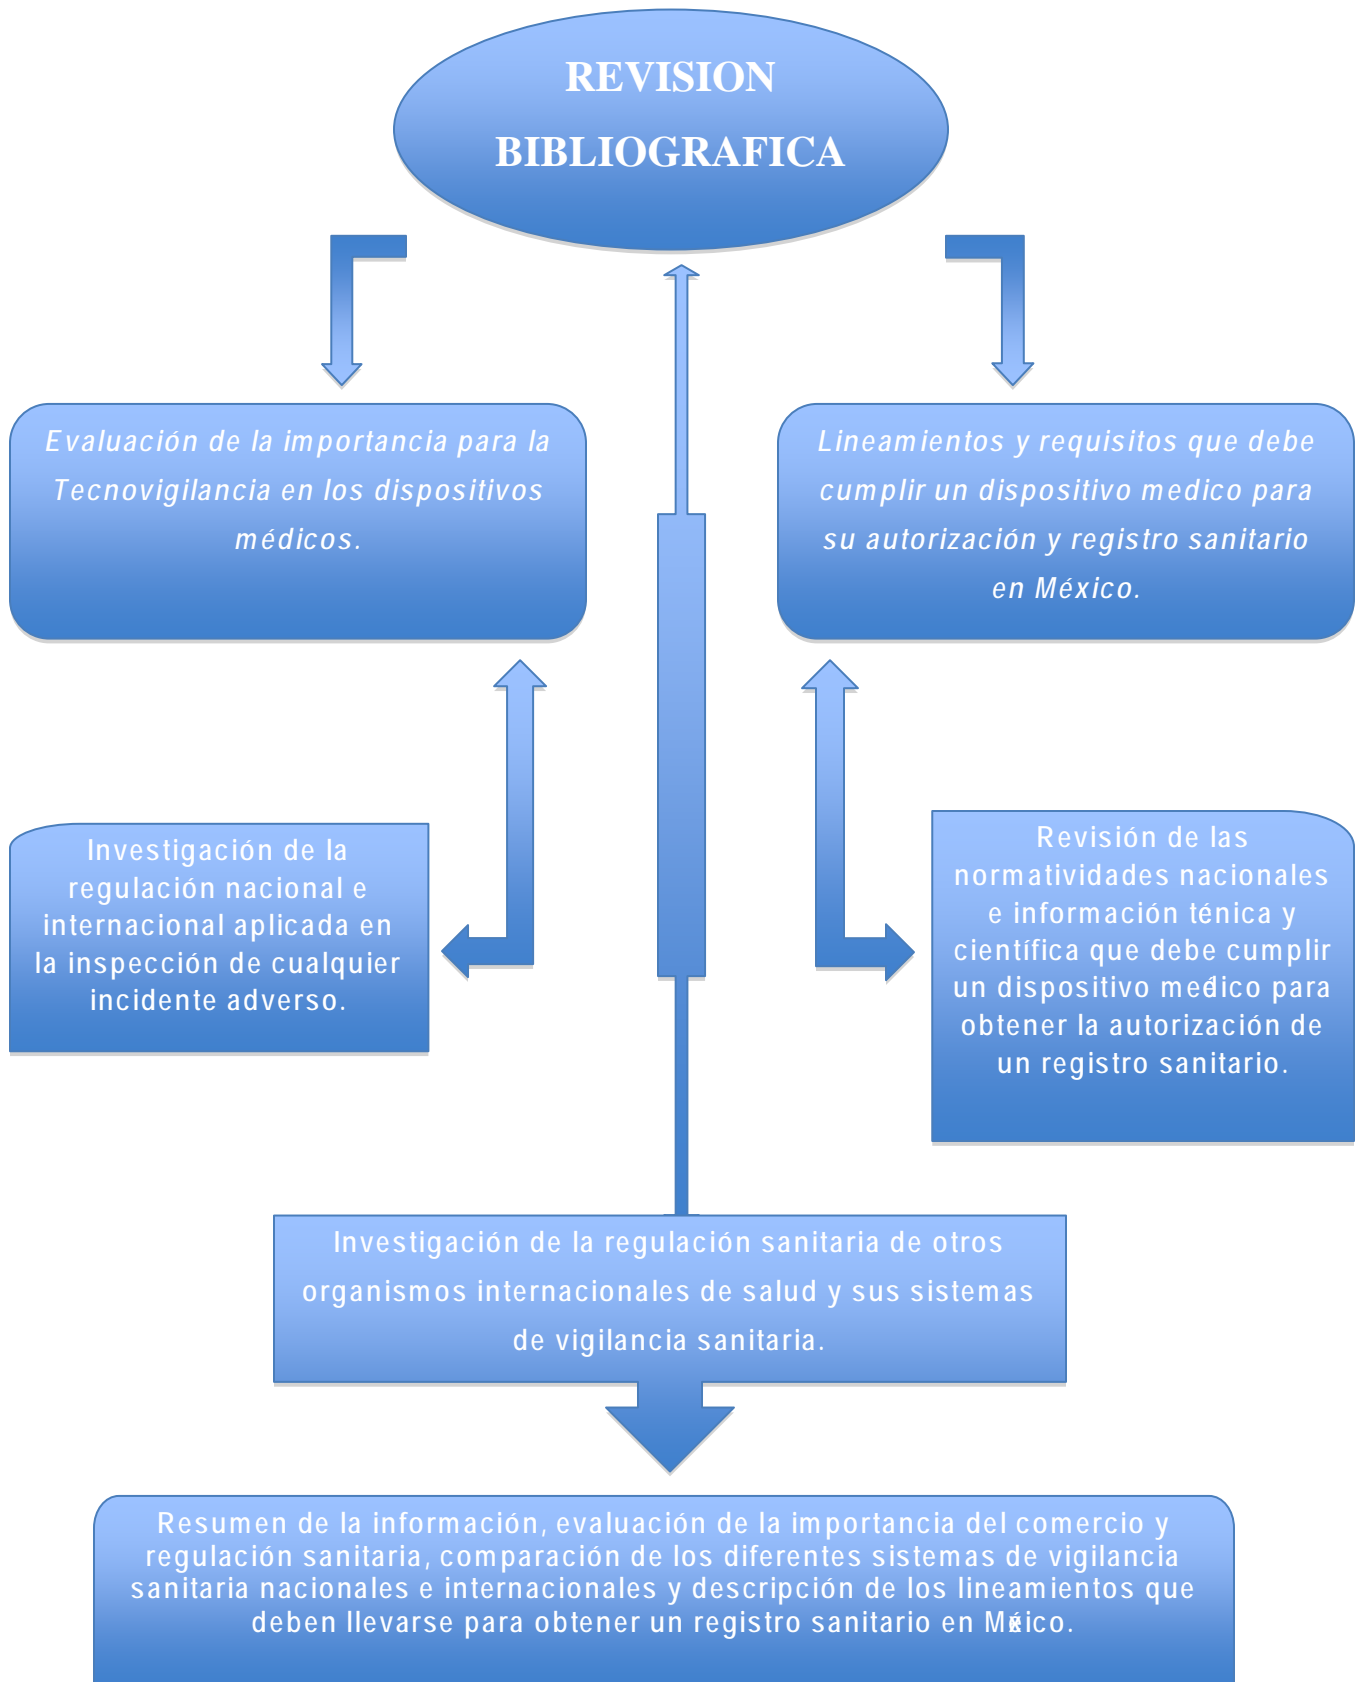 REVISION
BIBLIOGRAFICA
Evaluación de la importancia para la
Tecnovigilancia en los dispositivos
médicos.
Lineamientos y requisitos que debe
cumplir un dispositivo medico para
su autorización y registro sanitario
en México.
Investigación de la
regulación nacional e
internacional aplicada en
la inspección de cualquier
incidente adverso.
Revisión de las
normatividades nacionales
e información ténica y
científica que debe cumplir
un dispositivo medico para
obtener la autorización de
un registro sanitario.
Investigación de la regulación sanitaria de otros
organismos internacionales de salud y sus sistemas
de vigilancia sanitaria.
Resumen de la información, evaluación de la importancia del comercio y
regulación sanitaria, comparación de los diferentes sistemas de vigilancia
sanitaria nacionales e internacionales y descripción de los lineamientos que
deben llevarse para obtener un registro sanitario en México.